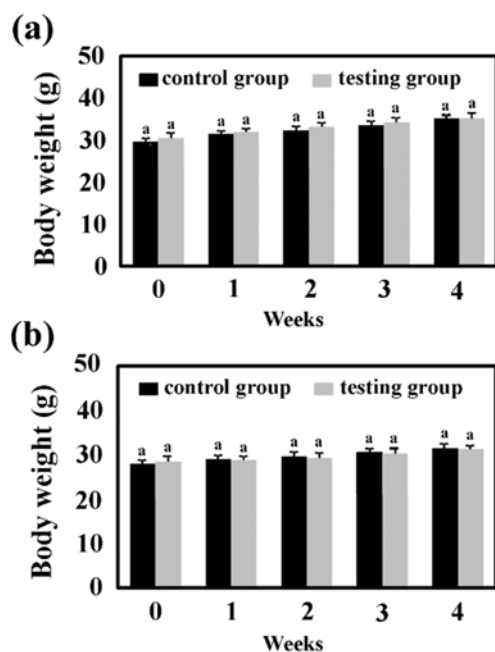 (a)
50
40
30
20
10
0
Body weight (g)
control group testing group
a a a a a a a a a a
0 1 2 3 4
Weeks
(b)
50
40
30
20
10
0
Body weight (g)
control group testing group
a a a a a a a a a a
0 1 2 3 4
Weeks